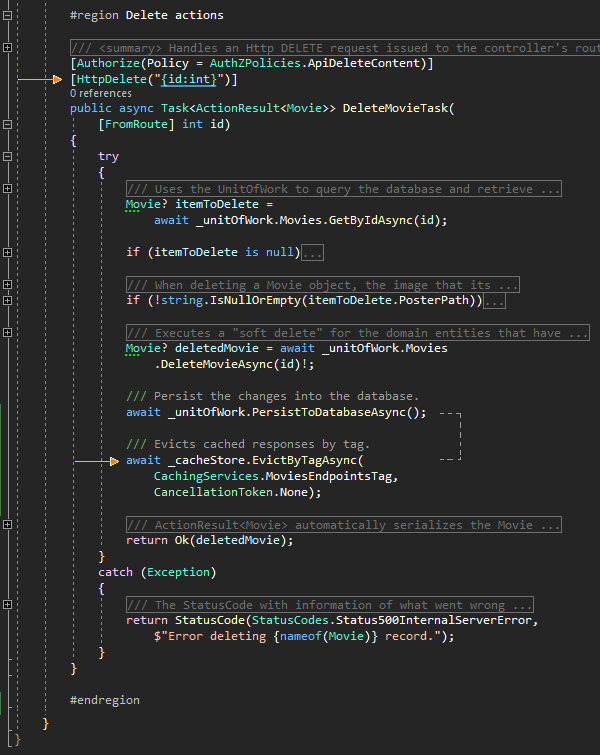 #region Delete actions
/// <summary> Handles an Http DELETE request issued to the controller's rout
[Authorize(Policy = AuthZPolicies.ApiDeleteContent)]
[HttpDelete("{id:int}")]
0 references
public async Task<ActionResult<Movie>> DeleteMovieTask(
[FromRoute] int id)
{
try
{
/// Uses the UnitOfWork to query the database and retrieve ...
Movie? itemToDelete =
await _unitOfWork.Movies.GetByIdAsync(id);
if (itemToDelete is null)...
/// When deleting a Movie object, the image that its ...
if (!string.IsNullOrEmpty(itemToDelete.PosterPath))...
/// Executes a "soft delete" for the domain entities that have ...
Movie? deletedMovie = await _unitOfWork.Movies
.DeleteMovieAsync(id)!;
/// Persist the changes into the database.
await _unitOfWork.PersistToDatabaseAsync();
/// Evicts cached responses by tag.
await _cacheStore.EvictByTagAsync(
CachingServices.MoviesEndpointsTag,
CancellationToken.None);
/// ActionResult<Movie> automatically serializes the Movie ...
return Ok(deletedMovie);
}
catch (Exception)
{
/// The StatusCode with information of what went wrong ...
return StatusCode(StatusCodes.Status500InternalServerError,
$"Error deleting {nameof(Movie)} record.");
}
}
#endregion
}
}